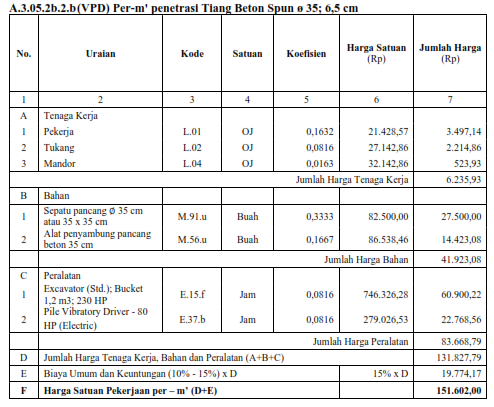 A.3.05.2b.2.b(VPD) Per-m' penetrasi Tiang Beton Spun ø 35; 6,5 cm
No. Uraian Kode Satuan Koefisien Harga Satuan (Rp) Jumlah Harga (Rp)
1 2 3 4 5 6 7
A Tenaga Kerja
1 Pekerja L.01 OJ 0,1632 21.428,57 3.497,14
2 Tukang L.02 OJ 0,0816 27.142,86 2.214,86
3 Mandor L.04 OJ 0,0163 32.142,86 523,93
Jumlah Harga Tenaga Kerja 6.235,93
B Bahan
1 Sepatu pancang Ø 35 cm atau 35 x 35 cm M.91.u Buah 0,3333 82.500,00 27.500,00
2 Alat penyambung pancang beton 35 cm M.56.u Buah 0,1667 86.538,46 14.423,08
Jumlah Harga Bahan 41.923,08
C Peralatan
1 Excavator (Std.); Bucket 1,2 m3; 230 HP E.15.f Jam 0,0816 746.326,28 60.900,22
2 Pile Vibratory Driver - 80 HP (Electric) E.37.b Jam 0,0816 279.026,53 22.768,56
Jumlah Harga Peralatan 83.668,79
D Jumlah Harga Tenaga Kerja, Bahan dan Peralatan (A+B+C) 131.827,79
E Biaya Umum dan Keuntungan (10% - 15%) x D 15% x D 19.774,17
F Harga Satuan Pekerjaan per – m' (D+E) 151.602,00